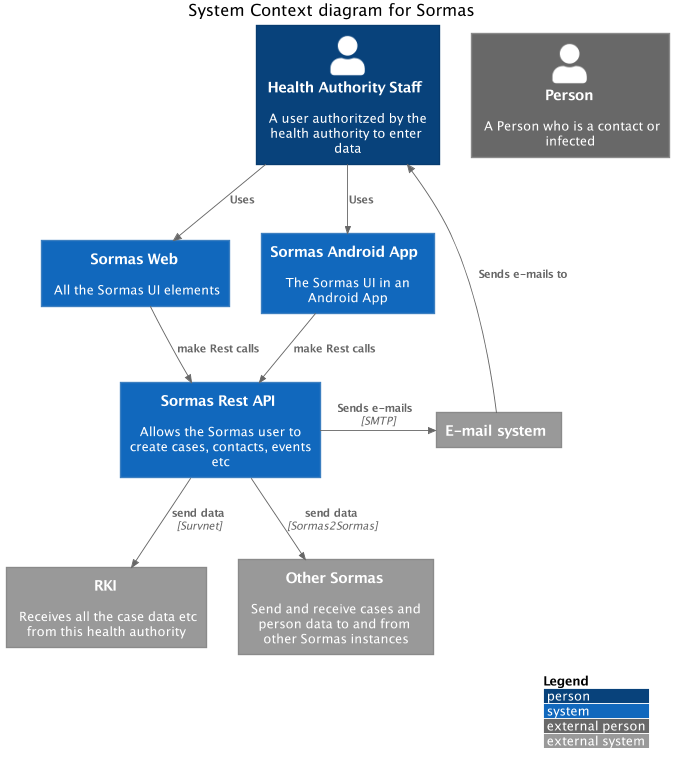 System Context diagram for Sormas
Health Authority Staff
A user authoritzed by the
health authority to enter
data
Person
A Person who is a contact or
infected
Uses
Uses
Sormas Web
All the Sormas UI elements
Sormas Android App
The Sormas UI in an
Android App
Sends e-mails to
make Rest calls
make Rest calls
Sormas Rest API
Allows the Sormas user to
create cases, contacts, events
etc
Sends e-mails
[SMTP]
E-mail system
send data
[Survnet]
send data
[Sormas2Sormas]
RKI
Receives all the case data etc
from this health authority
Other Sormas
Send and receive cases and
person data to and from
other Sormas instances
Legend
person
system
external person
external system